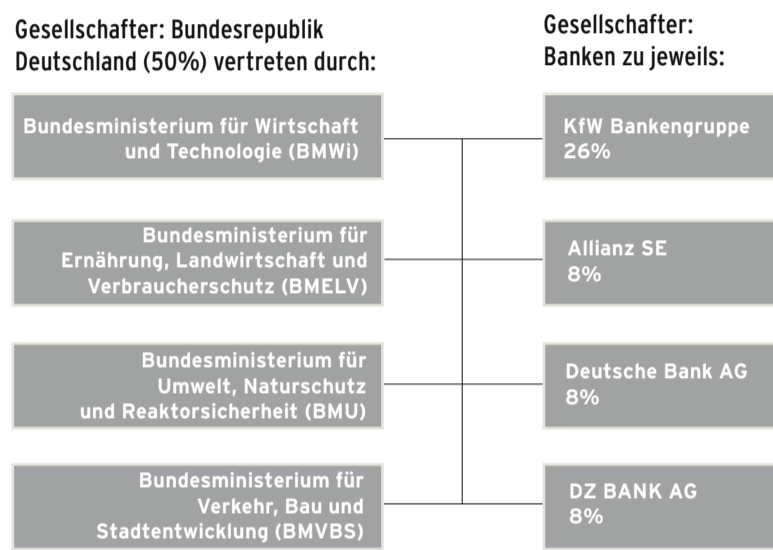 Gesellschafter: Bundesrepublik
Deutschland (50%) vertreten durch:
Bundesministerium für Wirtschaft
und Technologie (BMWi)
Bundesministerium für
Ernährung, Landwirtschaft und
Verbraucherschutz (BMELV)
Bundesministerium für
Umwelt, Naturschutz
und Reaktorsicherheit (BMU)
Bundesministerium für
Verkehr, Bau und
Stadtentwicklung (BMVBS)
Gesellschafter:
Banken zu jeweils:
KfW Bankengruppe
26%
Allianz SE
8%
Deutsche Bank AG
8%
DZ BANK AG
8%